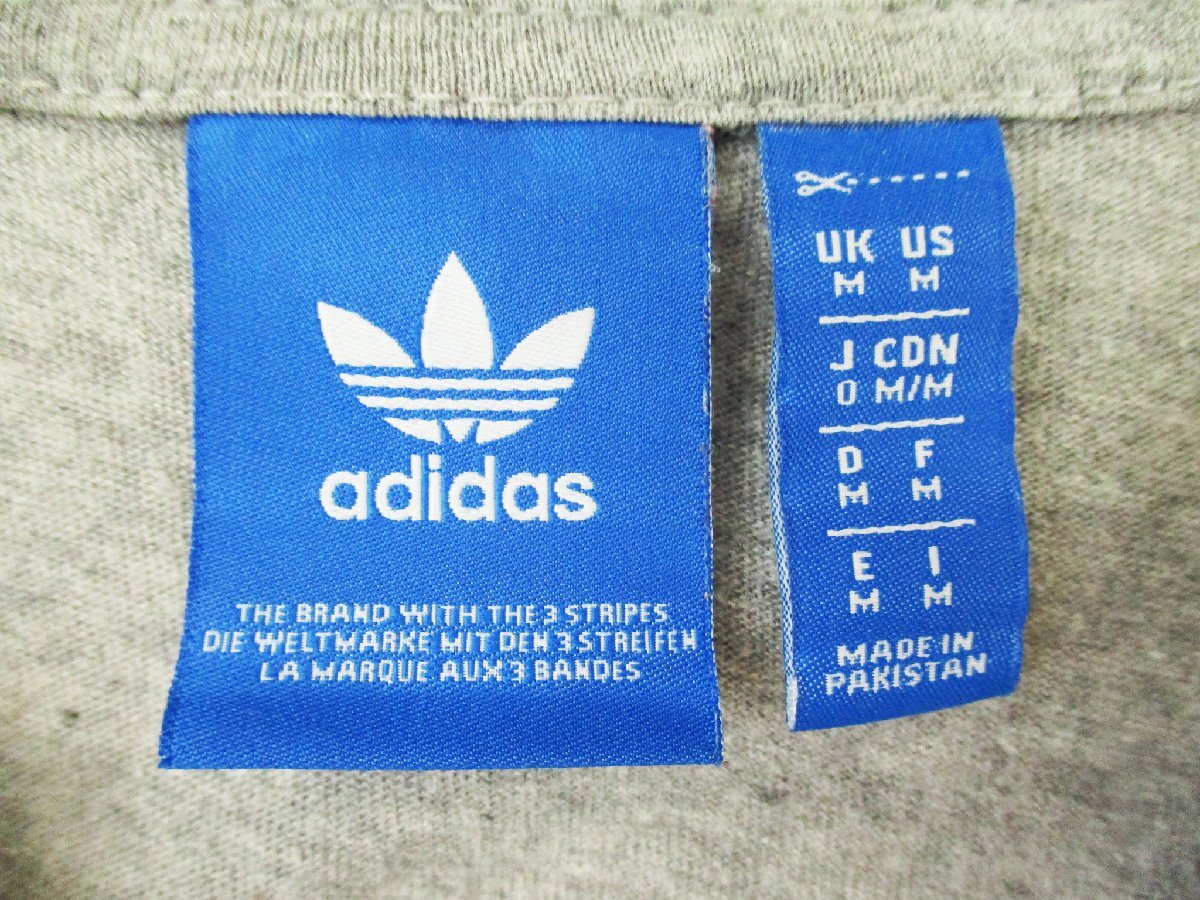 adidas
THE BRAND WITH THE 3 STRIPES
DIE WELTMARKE MIT DEN 3 STREIFEN
LA MARQUE AUX 3 BANDES
UK US
M M
J CDN
O M/M
D F
M M
E I
M M
MADE IN
PAKISTAN